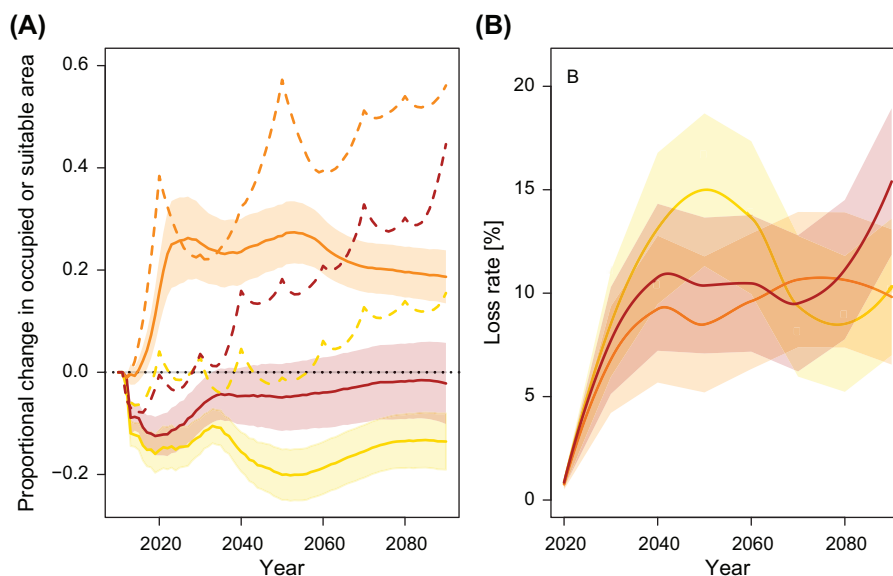 (A)
Proportional change in occupied or suitable area
0.6
0.4
0.2
0.0
−0.2
2020 2040 2060 2080
Year
(B)
B
Loss rate [%]
20
15
10
5
0
2020 2040 2060 2080
Year